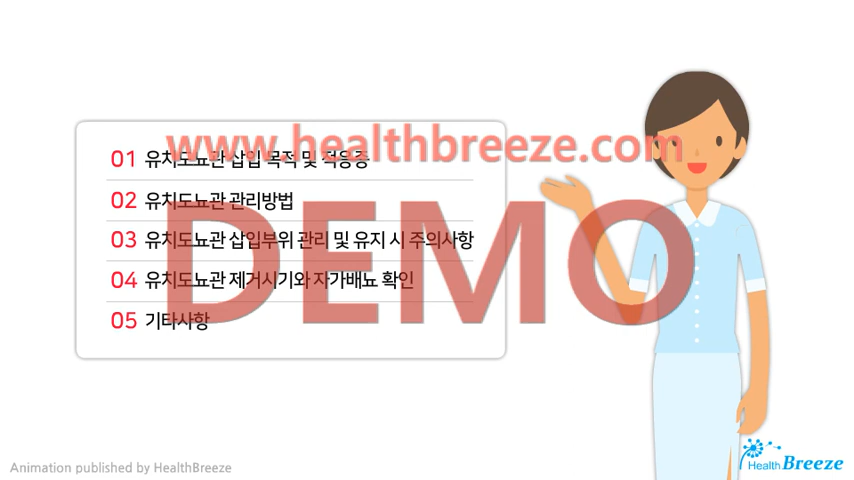 www.healthbreeze.com
DEMO
01 유치도뇨관 삽입 목적 및 적응증
02 유치도뇨관 관리방법
03 유치도뇨관 삽입부위 관리 및 유지 시 주의사항
04 유치도뇨관 제거시기와 자가배뇨 확인
05 기타사항
Animation published by HealthBreeze
Health Breeze